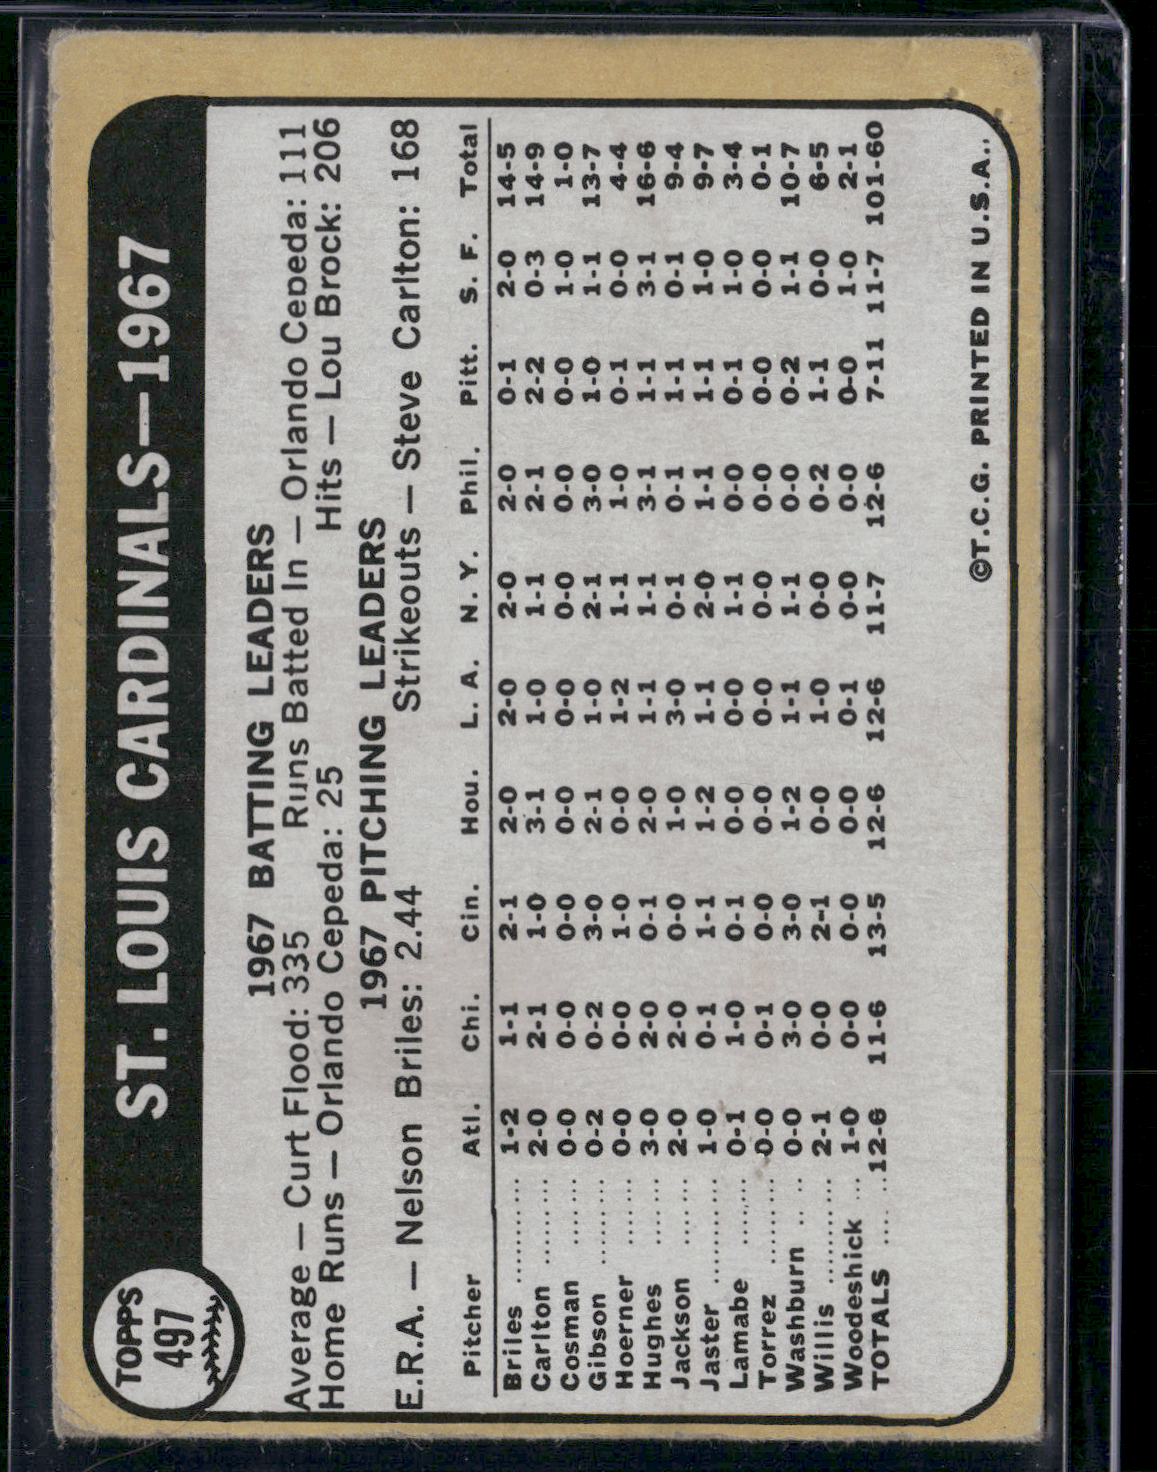 TOPPS
497
ST. LOUIS CARDINALS—1967
1967 BATTING LEADERS
Average — Curt Flood: 335 Runs Batted In — Orlando Cepeda: 111
Home Runs — Orlando Cepeda: 25 Hits — Lou Brock: 206
1967 PITCHING LEADERS
E.R.A. — Nelson Briles: 2.44 Strikeouts — Steve Carlton: 168
Pitcher Atl. Chi. Cin. Hou. L. A. N. Y. Phil. Pitt. S. F. Total
Briles .......... 1-2 1-1 2-1 2-0 2-0 2-0 2-0 0-1 2-0 14-5
Carlton ........ 2-0 2-1 1-0 3-1 1-0 1-1 2-1 2-2 0-3 14-9
Cosman ...... 0-0 0-0 0-0 0-0 0-0 0-0 0-0 0-0 1-0 1-0
Gibson ........ 0-2 0-2 3-0 2-1 1-0 2-1 3-0 1-0 1-1 13-7
Hoerner ...... 0-0 0-0 1-0 0-0 1-2 1-1 1-0 0-1 0-0 4-4
Hughes ...... 3-0 2-0 0-1 2-0 1-1 1-1 3-1 1-1 3-1 16-6
Jackson ...... 2-0 2-0 0-0 1-0 3-0 0-1 0-1 1-1 0-1 9-4
Jaster .......... 1-0 0-1 1-1 1-2 1-1 2-0 1-1 1-1 1-0 9-7
Lamabe ...... 0-1 1-0 0-1 0-0 0-0 1-1 0-0 0-1 1-0 3-4
Torrez ........ 0-0 0-1 0-0 0-0 0-0 0-0 0-0 0-0 0-0 0-1
Washburn .. .. 0-0 3-0 3-0 1-2 1-1 1-1 0-0 0-2 1-1 10-7
Willis .......... 2-1 0-0 2-1 0-0 1-0 0-0 0-2 1-1 0-0 6-5
Woodeshick ... 1-0 0-0 0-0 0-0 0-1 0-0 0-0 0-0 1-0 2-1
TOTALS .... ..12-6 11-6 13-5 12-6 12-6 11-7 12-6 7-11 11-7 101-60
©T.C.G. PRINTED IN U.S.A..